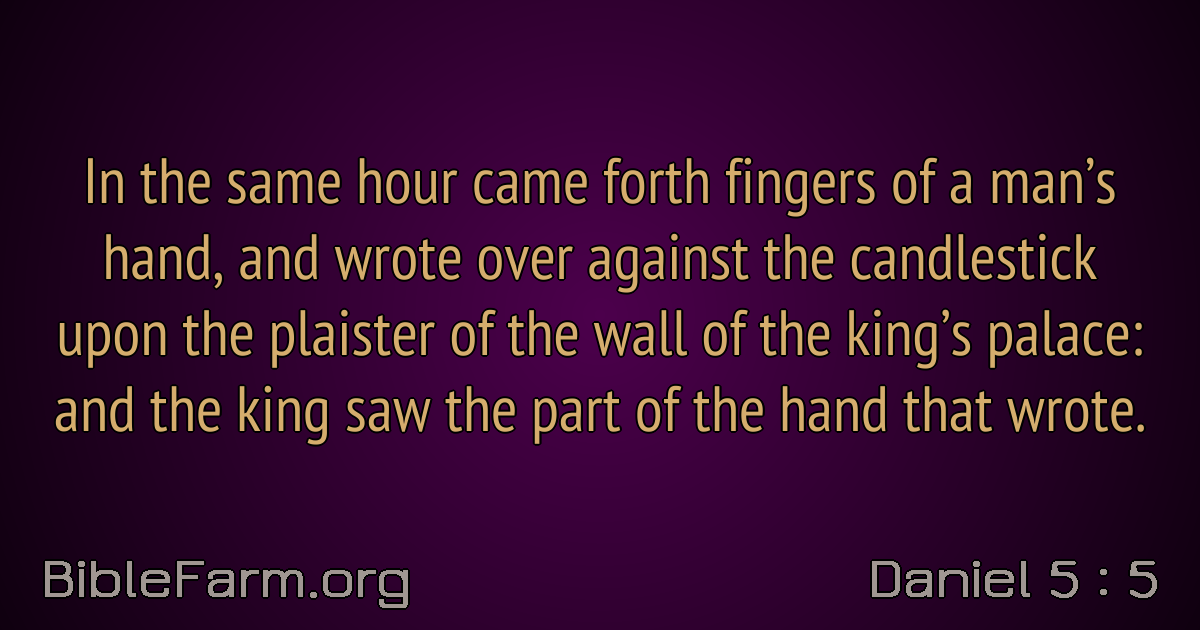 In the same hour came forth fingers of a man’s
hand, and wrote over against the candlestick
upon the plaister of the wall of the king’s palace:
and the king saw the part of the hand that wrote.
BibleFarm.org
Daniel 5 : 5